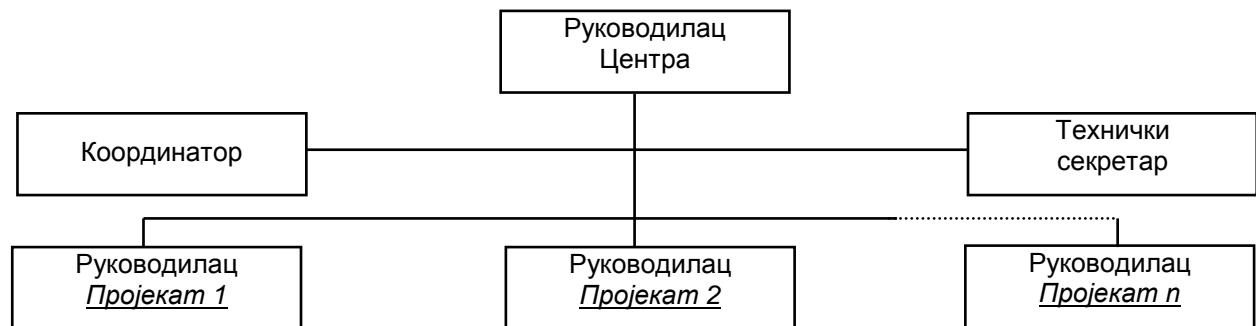 Руководилац
Центра
Координатор
Технички
секретар
Руководилац
Пројекат 1
Руководилац
Пројекат 2
Руководилац
Пројекат n